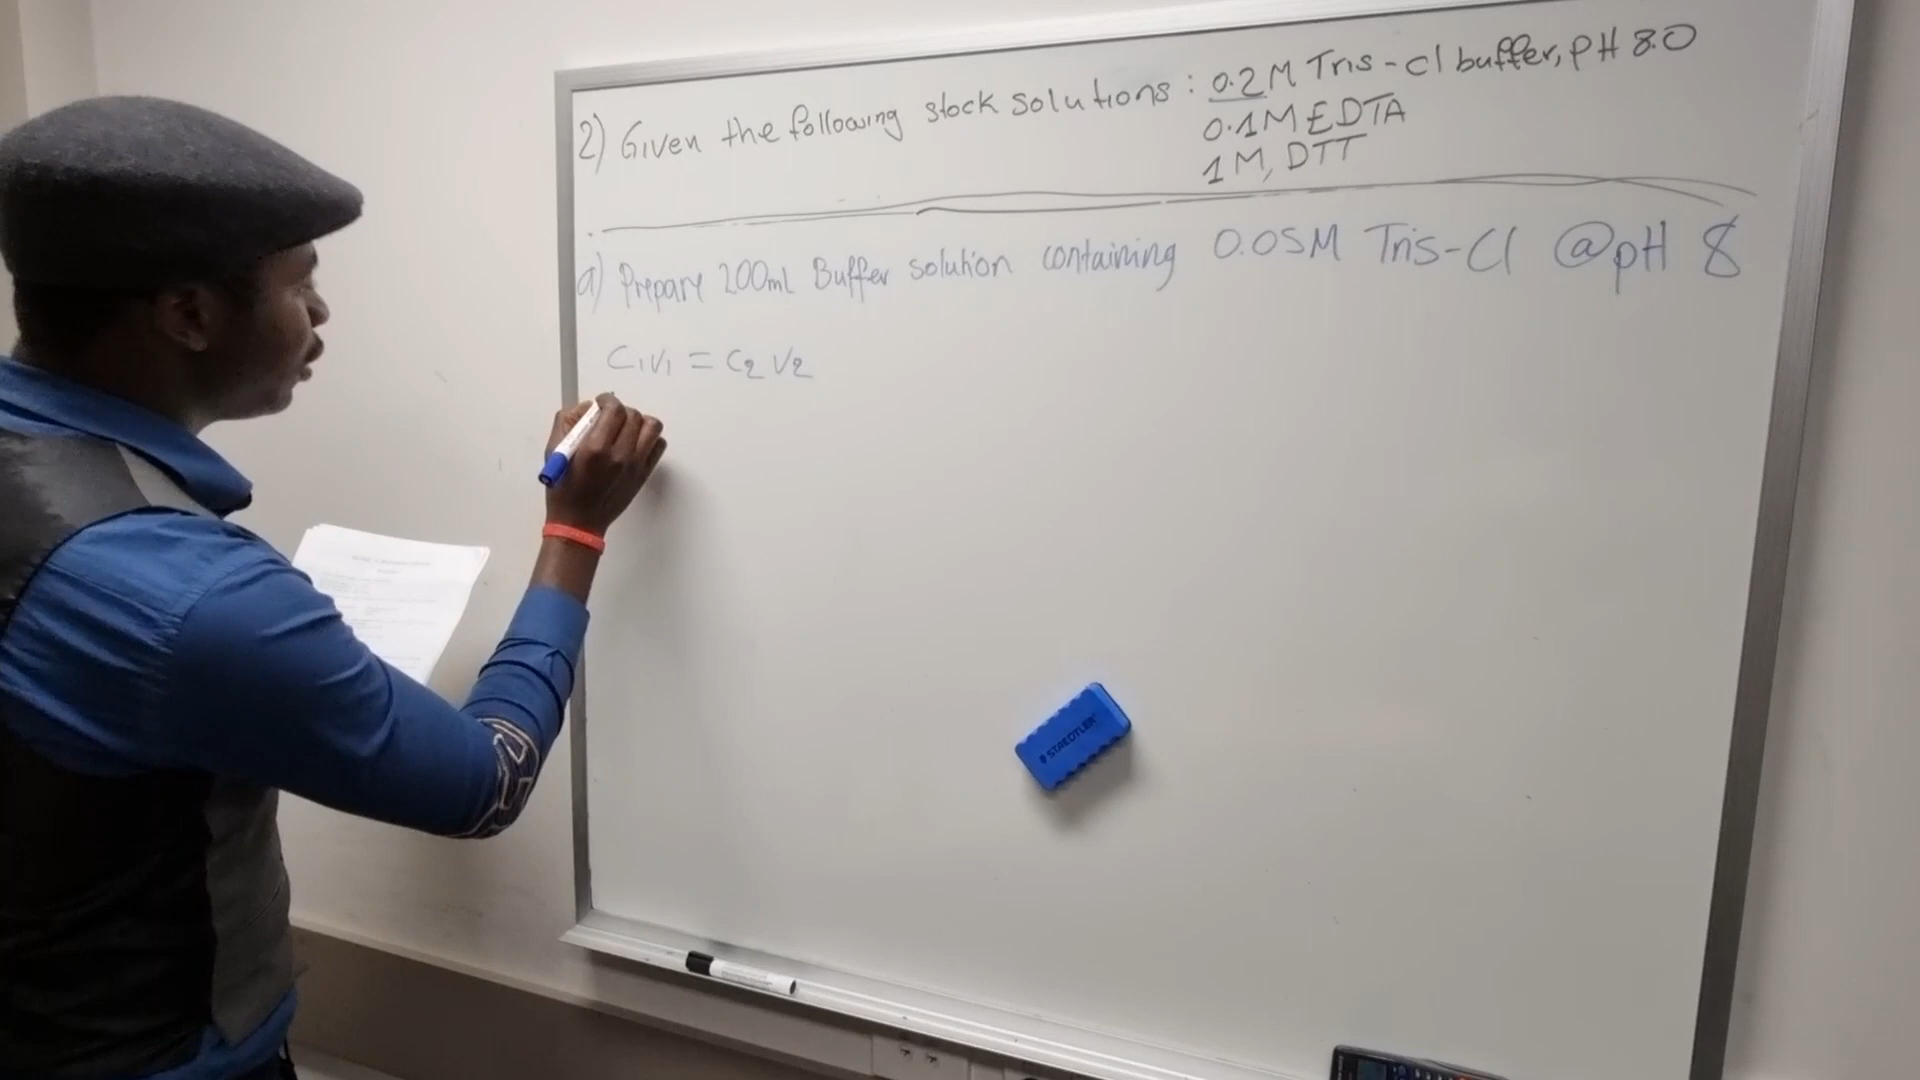 2) Given the following stock solutions : 0.2M Tris-Cl buffer, pH 8.0
0.1M EDTA
1M, DTT
a) Prepare 200mL Buffer solution containing 0.05M Tris-Cl @pH 8
C1V1 = C2V2
STAEDTLER